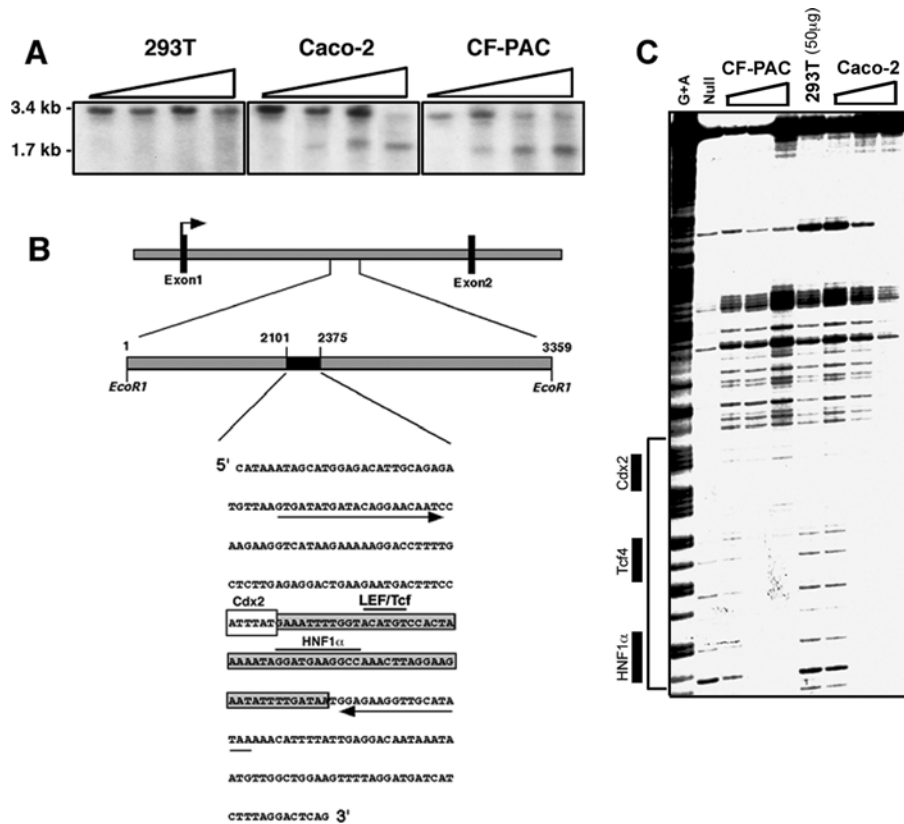 A
293T
Caco-2
CF-PAC
3.4 kb -
1.7 kb -
B
Exon1
Exon2
1
2101
2375
3359
EcoR1
EcoR1
5' CATAAATAGCATGGAGACATTGCAGAGA
TGTTAAGTGATATGATACAGGAACAATCC
AAGAAGGTCATAAGAAAAAGGACCTTTTG
CTCTTGAGAGGACTGAAGAATGACTTTCC
Cdx2
LEF/Tcf
ATTTATGAAATTTTGGTACATGTCCACTA
HNF1α
AAAATAGGATGAAGGCCAAACTTAGGAAG
AATATTTTGATAATGGAGAAGGTTGCATA
TAAAAACATTTTATTGAGGACAATAAATA
ATGTTGGCTGGAAGTTTTAGGATGATCAT
CTTTAGGACTCAG 3'
C
G+A
Null
CF-PAC
293T (50µg)
Caco-2
Cdx2
Tcf4
HNF1α